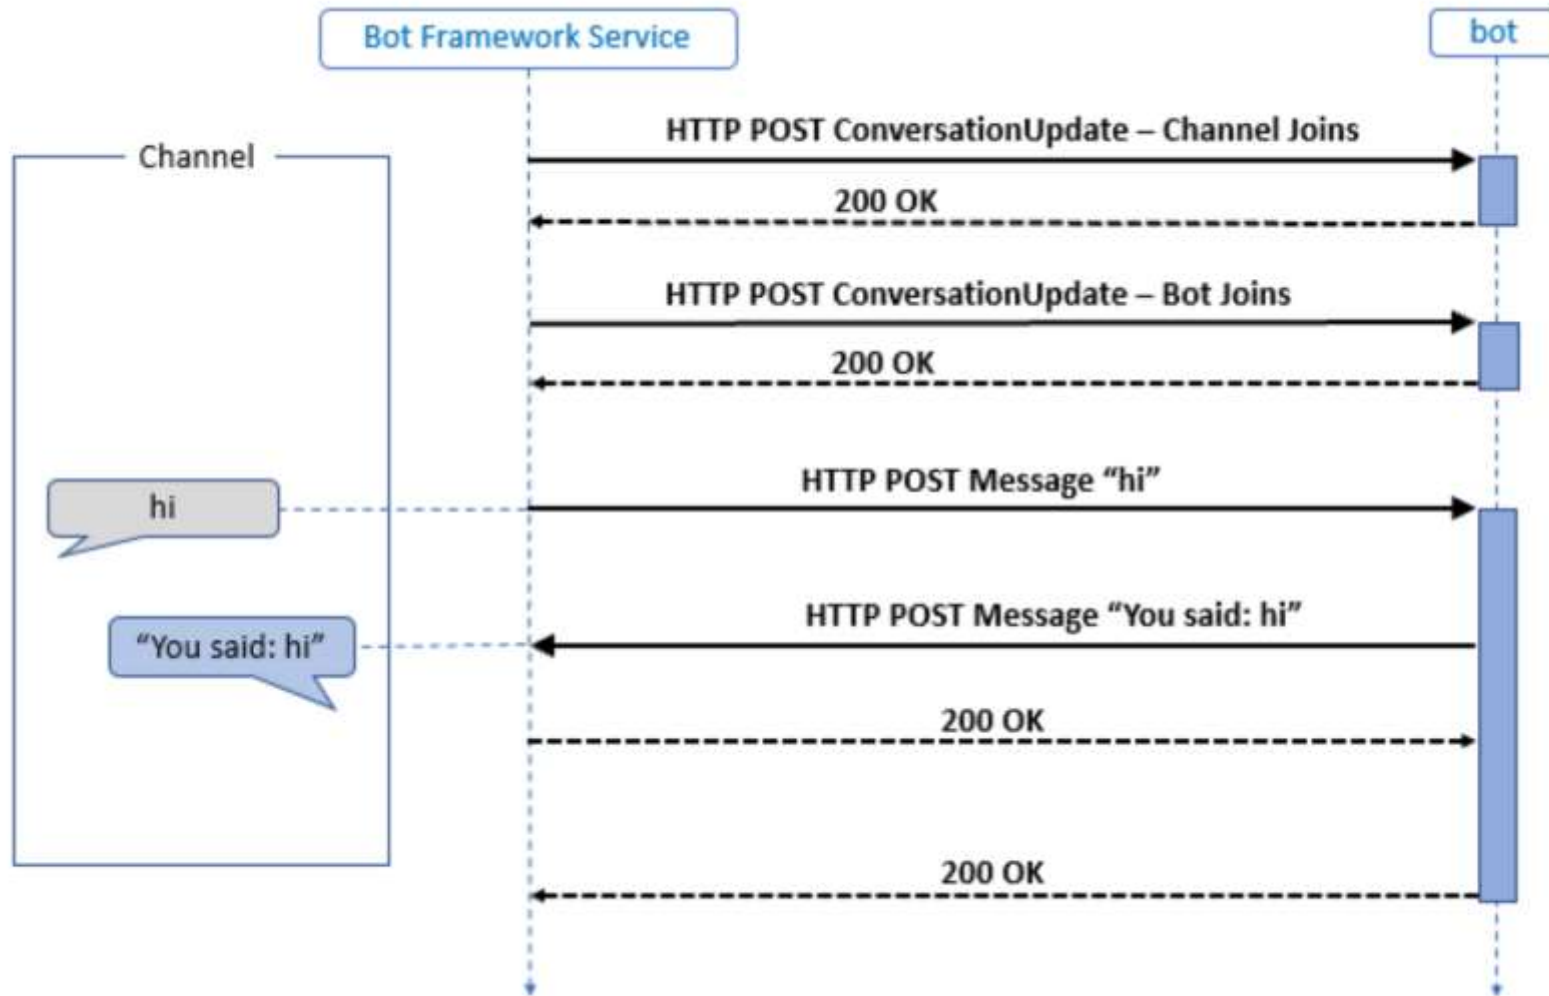 Bot Framework Service
bot
HTTP POST ConversationUpdate – Channel Joins
Channel
200 OK
HTTP POST ConversationUpdate – Bot Joins
200 OK
HTTP POST Message “hi”
hi
HTTP POST Message “You said: hi”
“You said: hi”
200 OK
200 OK